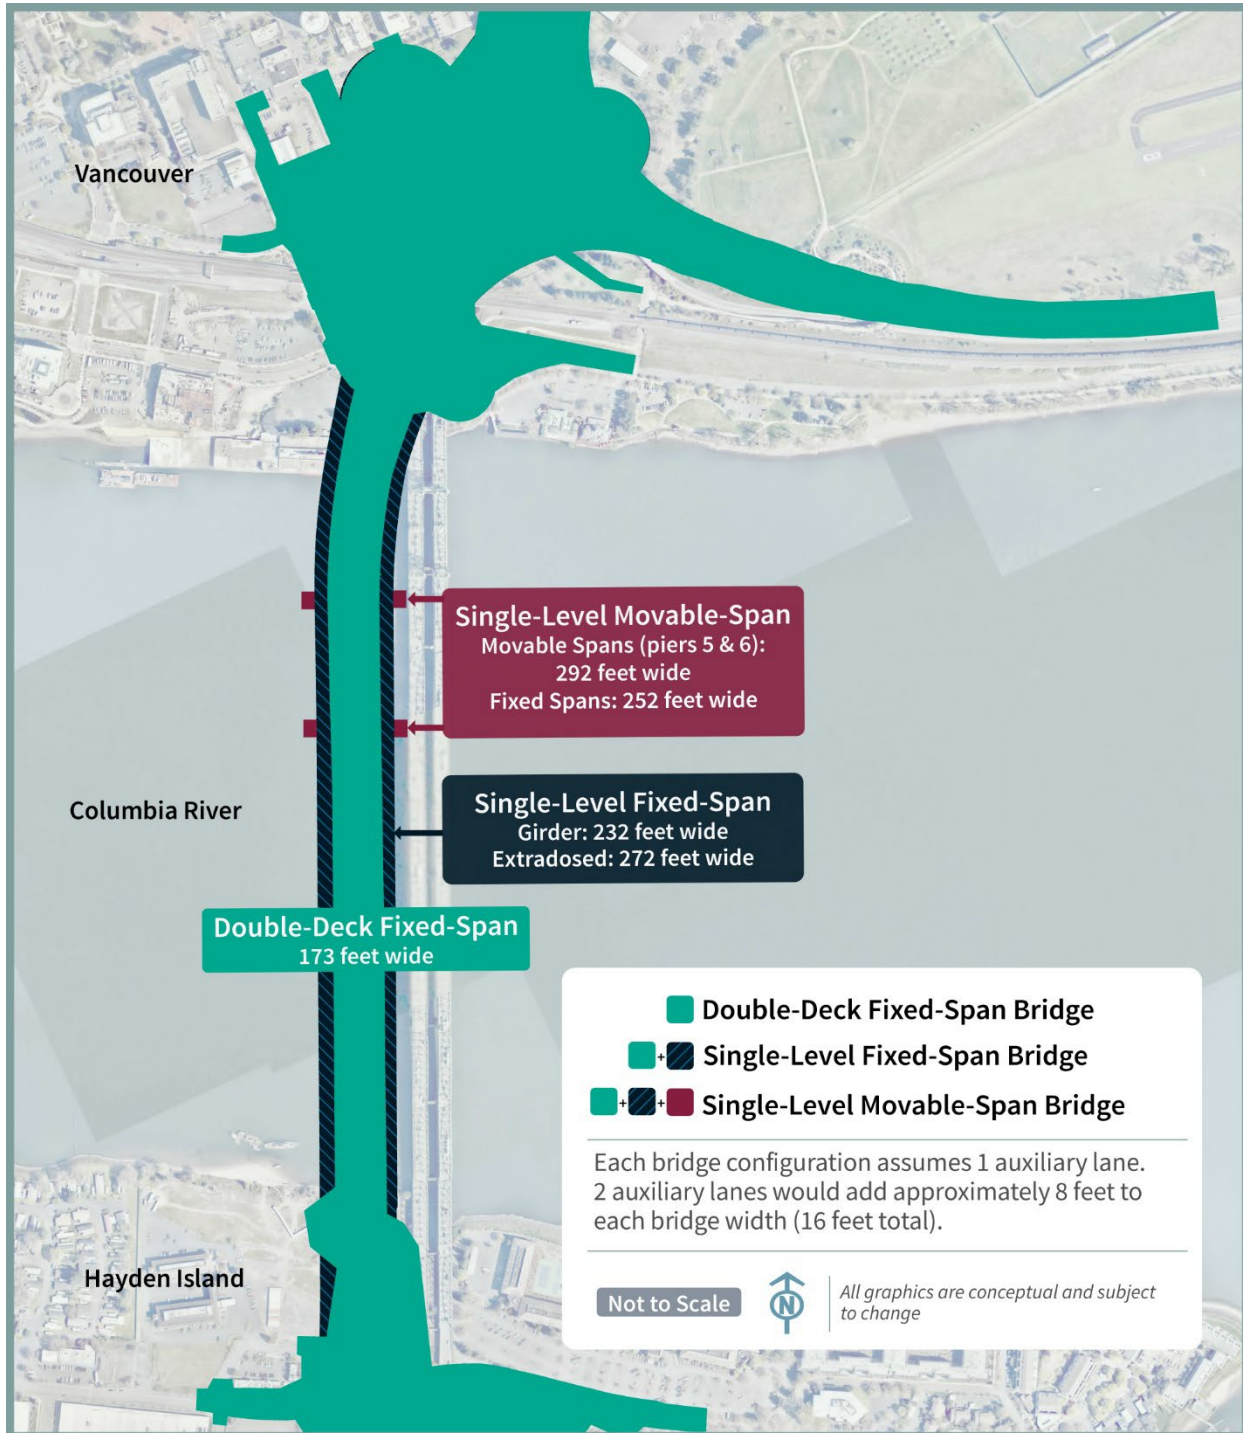 Vancouver
Single-Level Movable-Span
Movable Spans (piers 5 & 6):
292 feet wide
Fixed Spans: 252 feet wide
Columbia River
Single-Level Fixed-Span
Girder: 232 feet wide
Extradosed: 272 feet wide
Double-Deck Fixed-Span
173 feet wide
Double-Deck Fixed-Span Bridge
+ Single-Level Fixed-Span Bridge
+ + Single-Level Movable-Span Bridge
Each bridge configuration assumes 1 auxiliary lane.
2 auxiliary lanes would add approximately 8 feet to
each bridge width (16 feet total).
Hayden Island
Not to Scale
N
All graphics are conceptual and subject
to change